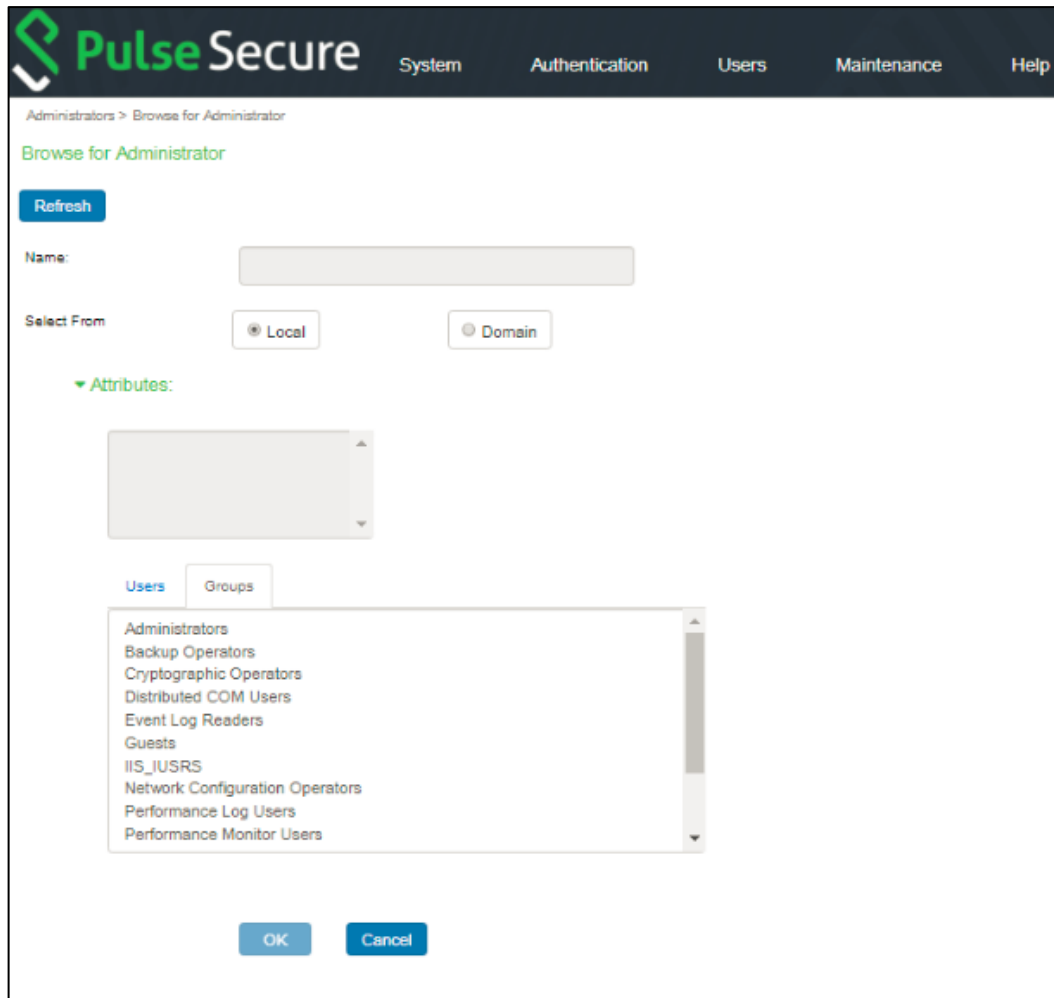 Pulse Secure System Authentication Users Maintenance Help
Administrators > Browse for Administrator
Browse for Administrator
Refresh
Name:
Select From Local Domain
Attributes:
Users Groups
Administrators
Backup Operators
Cryptographic Operators
Distributed COM Users
Event Log Readers
Guests
IIS_IUSRS
Network Configuration Operators
Performance Log Users
Performance Monitor Users
OK Cancel